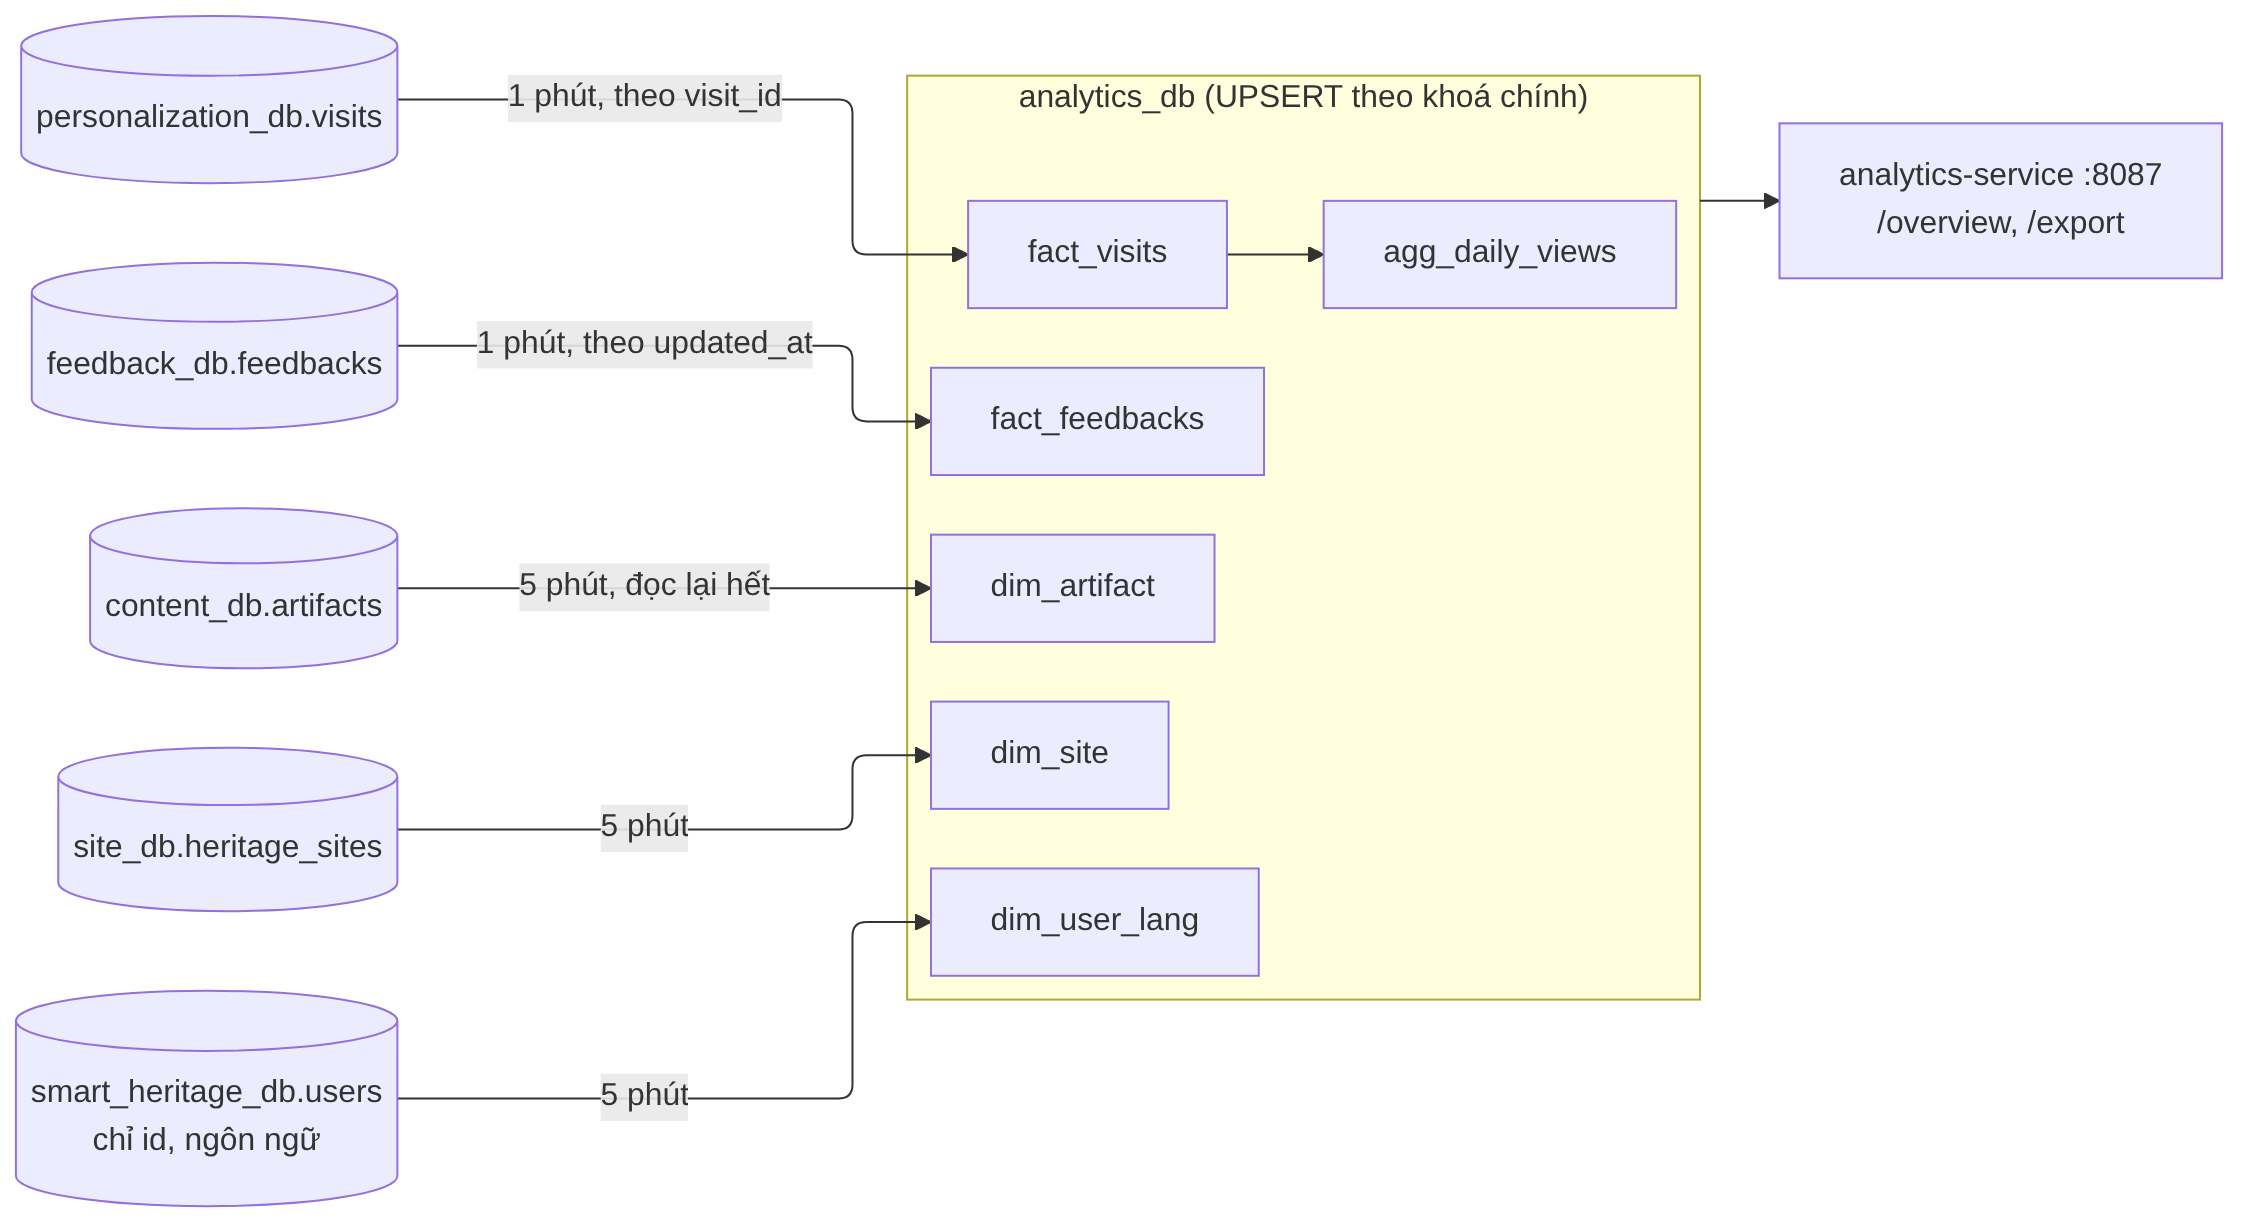 personalization_db.visits
1 phút, theo visit_id
feedback_db.feedbacks
1 phút, theo updated_at
content_db.artifacts
5 phút, đọc lại hết
site_db.heritage_sites
5 phút
smart_heritage_db.users
chỉ id, ngôn ngữ
5 phút
analytics_db (UPSERT theo khoá chính)
fact_visits
agg_daily_views
fact_feedbacks
dim_artifact
dim_site
dim_user_lang
analytics-service :8087
/overview, /export